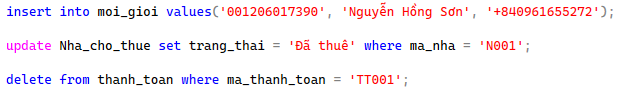 insert into moi_gioi values('001206017390', 'Nguyễn Hồng Sơn', '+840961655272');
update Nha_cho_thue set trang_thai = 'Đã thuê' where ma_nha = 'N001';
delete from thanh_toan where ma_thanh_toan = 'TT001';